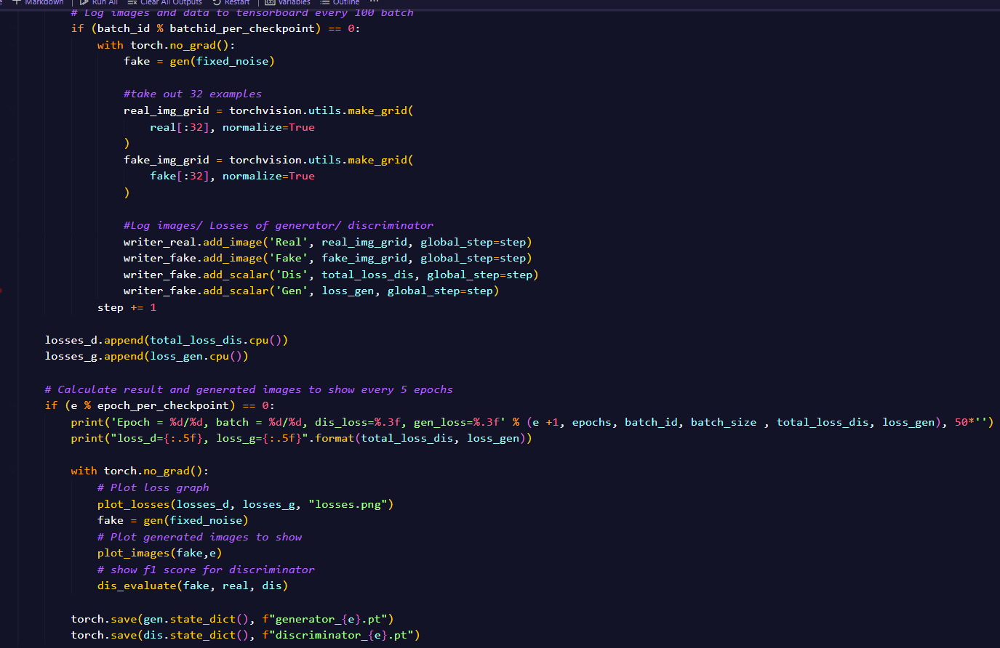 Markdown Run All Clear All Outputs Restart Variables Outline ...
# Log images and data to tensorboard every 100 batch
if (batch_id % batchid_per_checkpoint) == 0:
with torch.no_grad():
fake = gen(fixed_noise)
#take out 32 examples
real_img_grid = torchvision.utils.make_grid(
real[:32], normalize=True
)
fake_img_grid = torchvision.utils.make_grid(
fake[:32], normalize=True
)
#Log images/ Losses of generator/ discriminator
writer_real.add_image('Real', real_img_grid, global_step=step)
writer_fake.add_image('Fake', fake_img_grid, global_step=step)
writer_fake.add_scalar('Dis', total_loss_dis, global_step=step)
writer_fake.add_scalar('Gen', loss_gen, global_step=step)
step += 1
losses_d.append(total_loss_dis.cpu())
losses_g.append(loss_gen.cpu())
# Calculate result and generated images to show every 5 epochs
if (e % epoch_per_checkpoint) == 0:
print('Epoch = %d/%d, batch = %d/%d, dis_loss=%.3f, gen_loss=%.3f' % (e +1, epochs, batch_id, batch_size , total_loss_dis, loss_gen), 50*'')
print("loss_d={:.5f}, loss_g={:.5f}".format(total_loss_dis, loss_gen))
with torch.no_grad():
# Plot loss graph
plot_losses(losses_d, losses_g, "losses.png")
fake = gen(fixed_noise)
# Plot generated images to show
plot_images(fake,e)
# show f1 score for discriminator
dis_evaluate(fake, real, dis)
torch.save(gen.state_dict(), f"generator_{e}.pt")
torch.save(dis.state_dict(), f"discriminator_{e}.pt")